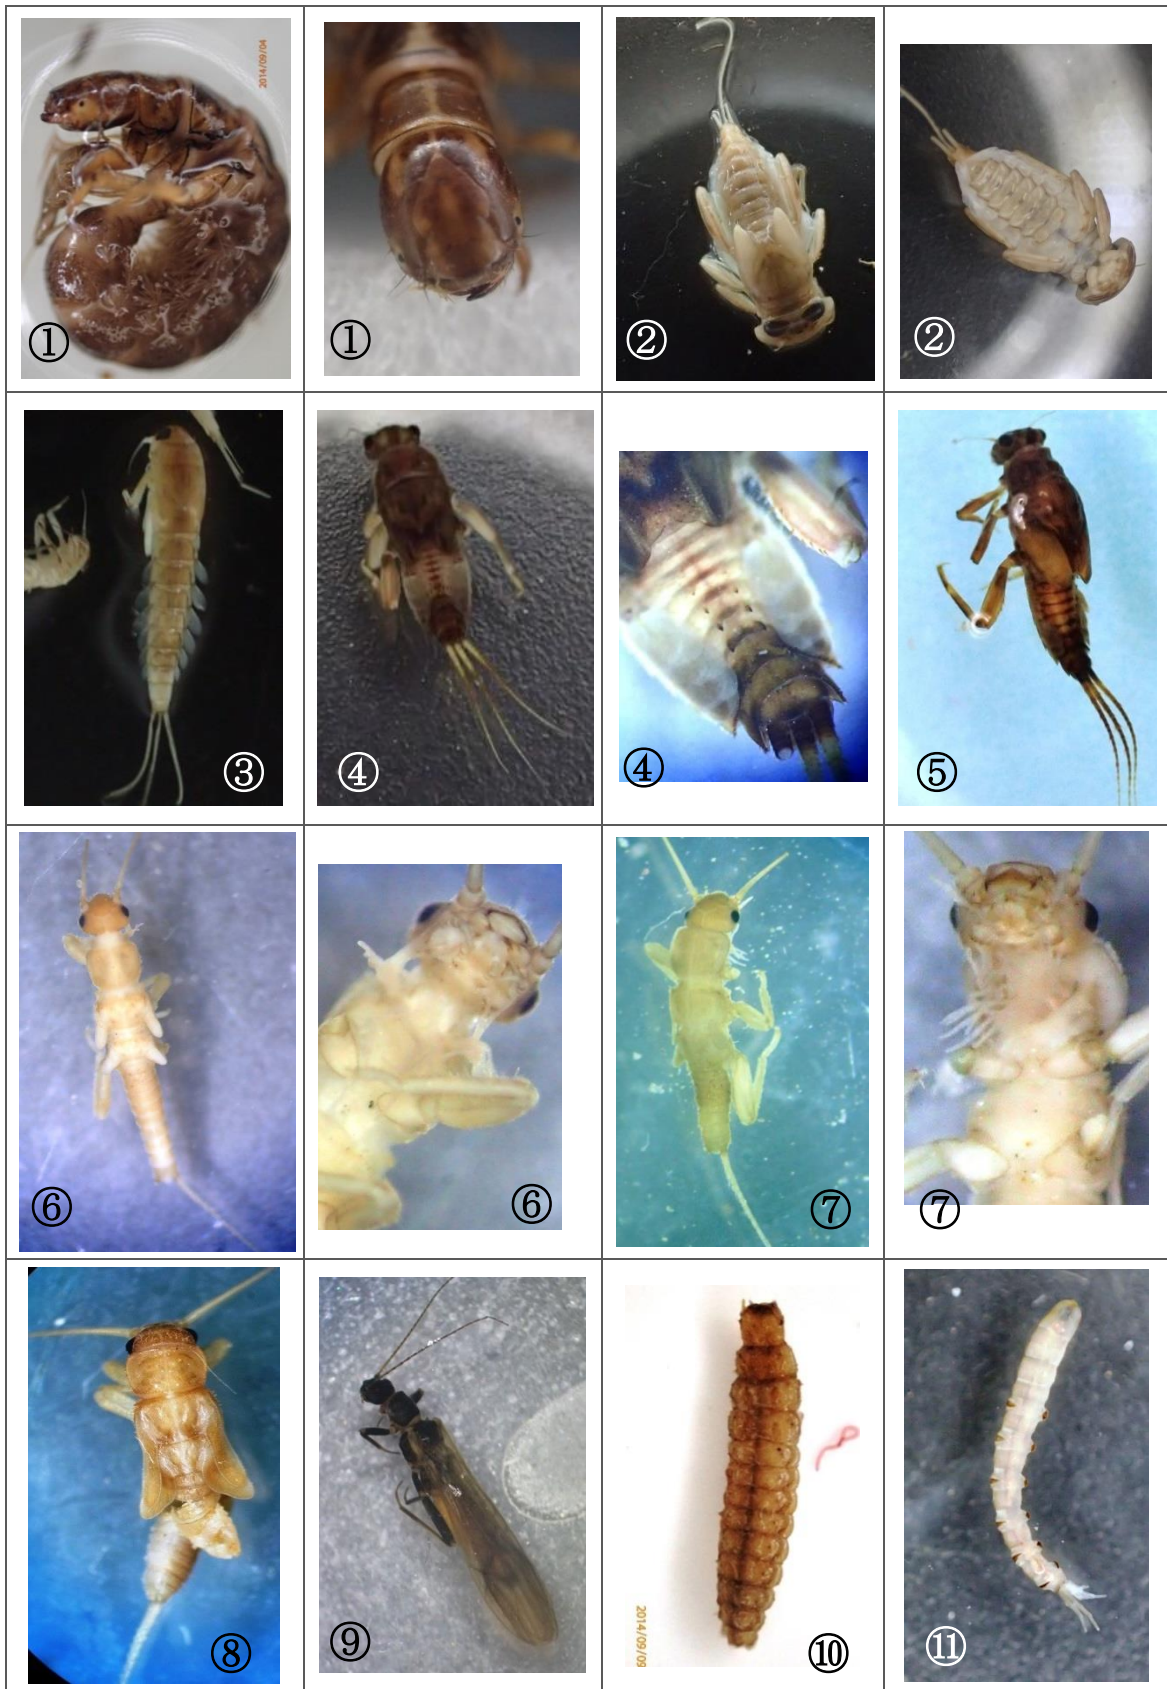 2014/09/04
① ① ② ②
③ ④ ④ ⑤
⑥ ⑥ ⑦ ⑦
2014/09/09
⑧ ⑨ ⑩ ⑪